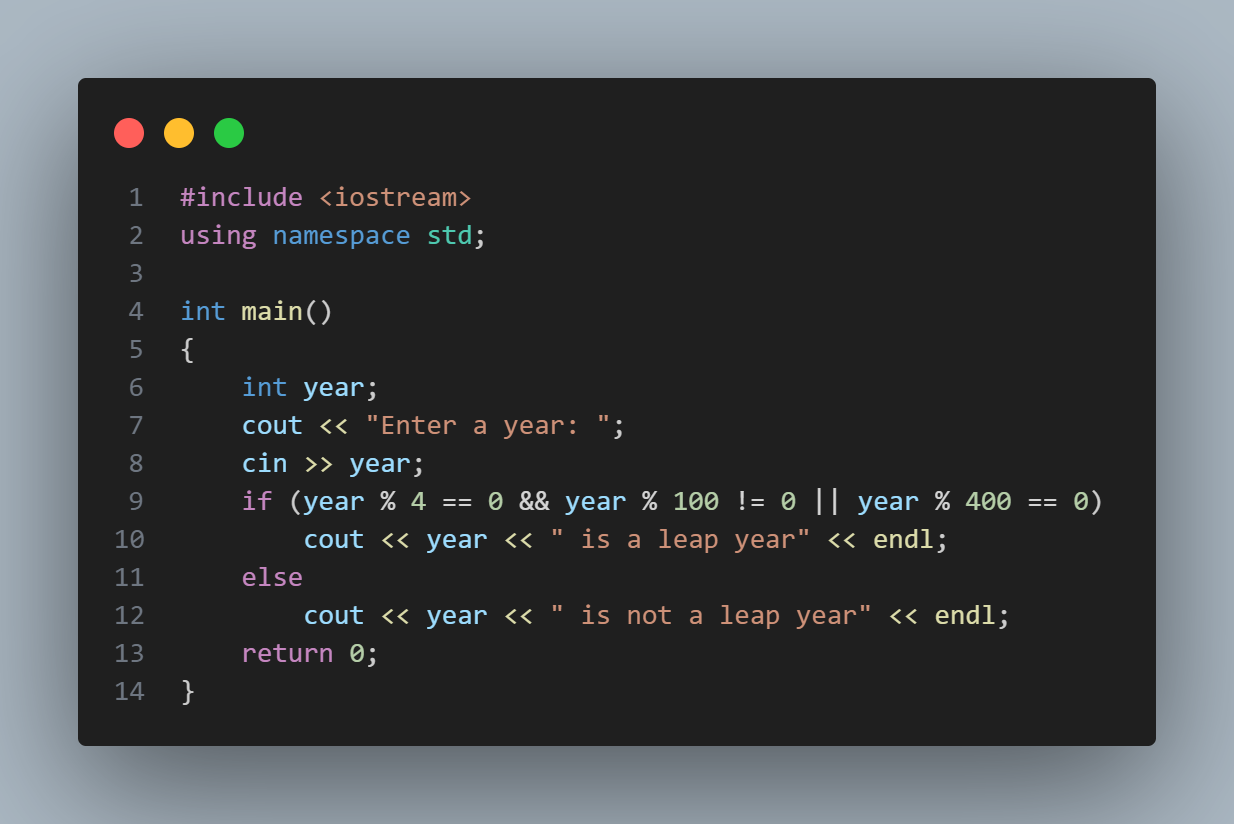 1 #include <iostream>
2 using namespace std;
3
4 int main()
5 {
6     int year;
7     cout << "Enter a year: ";
8     cin >> year;
9     if (year % 4 == 0 && year % 100 != 0 || year % 400 == 0)
10         cout << year << " is a leap year" << endl;
11     else
12         cout << year << " is not a leap year" << endl;
13     return 0;
14 }